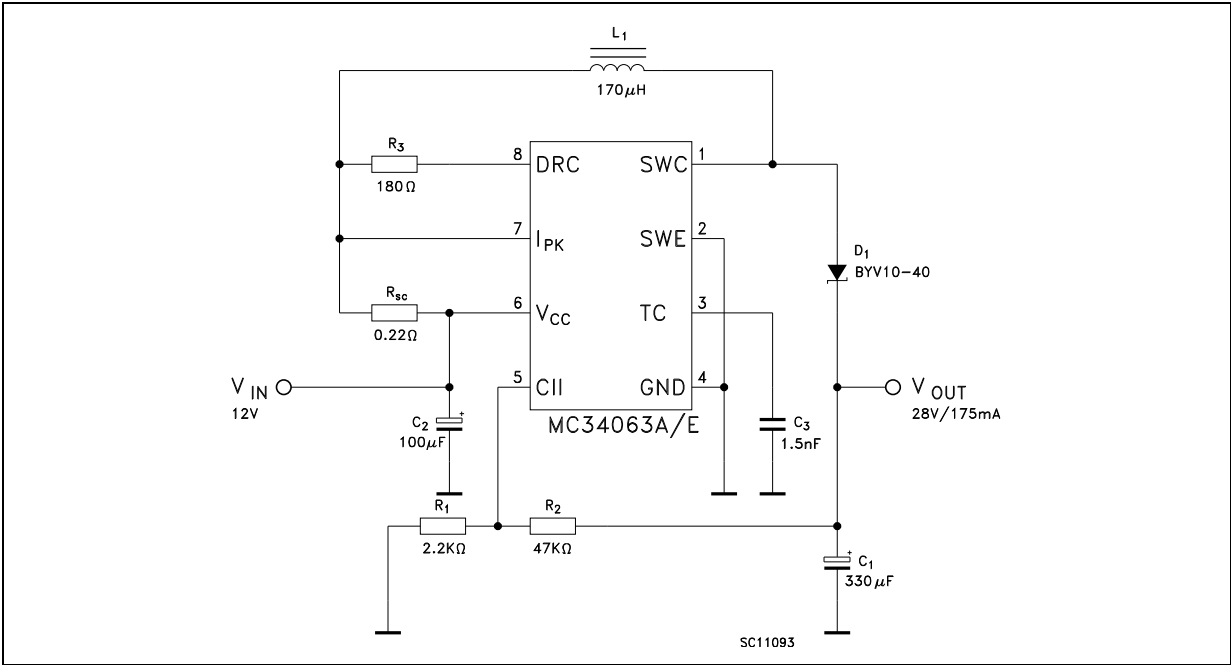 L1
170μH
R3
180Ω
8 DRC SWC 1
7 IPK SWE 2
D1
BYV10-40
Rsc
0.22Ω
6 VCC TC 3
5 CII GND 4
VIN
12V
VOUT
28V/175mA
C2 +
100μF
MC34063A/E
C3
1.5nF
R1
2.2KΩ
R2
47KΩ
+ C1
330μF
SC11093